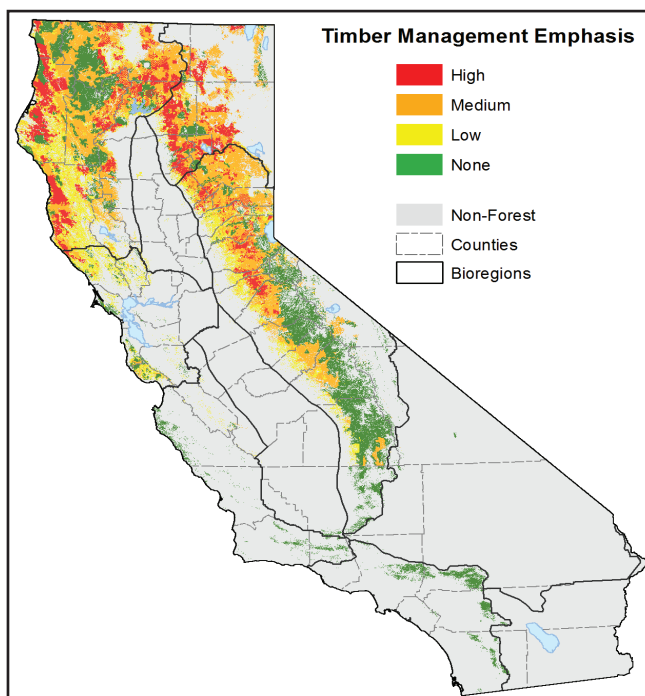 Timber Management Emphasis
High
Medium
Low
None
Non-Forest
Counties
Bioregions